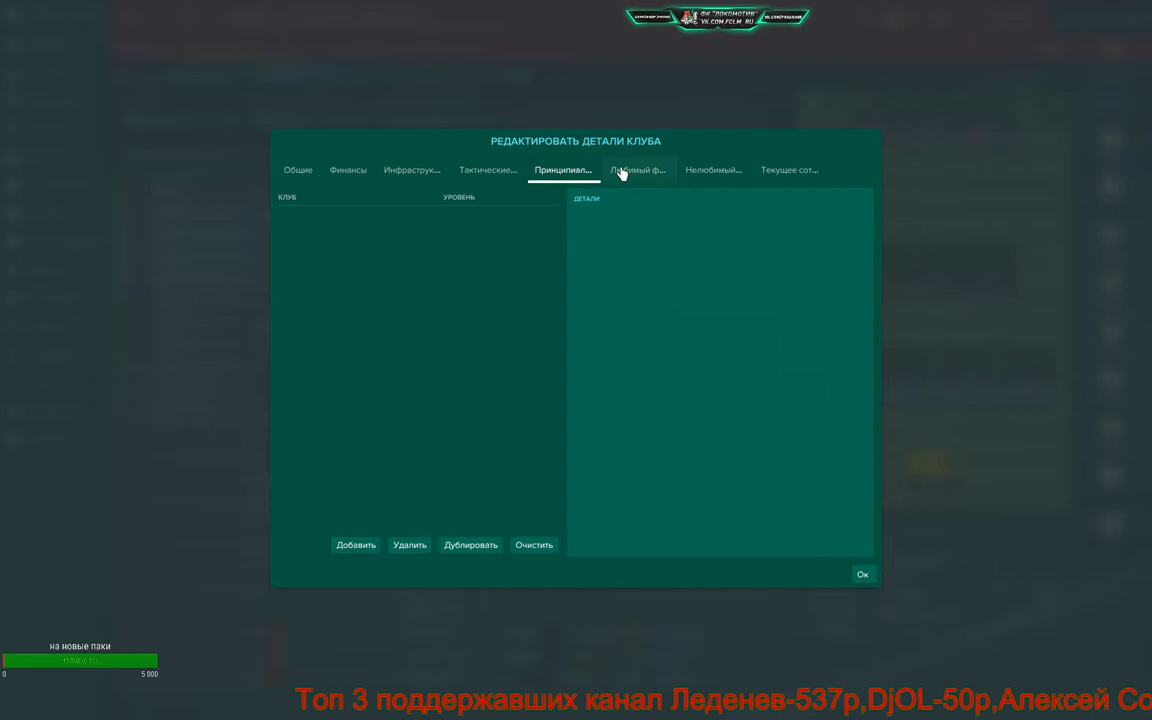 ФК "ЛОКОМОТИВ"
VK.COM.FCLM_RU
РЕДАКТИРОВАТЬ ДЕТАЛИ КЛУБА
Общие Финансы Инфраструк... Тактические... Принципиал... Любимый ф... Нелюбимый... Текущее сот...
КЛУБ УРОВЕНЬ ДЕТАЛИ
Добавить Удалить Дублировать Очистить
Ок
на новые паки
0 5 000
Топ 3 поддержавших канал Леденев-537р,DjOL-50р,Алексей Со